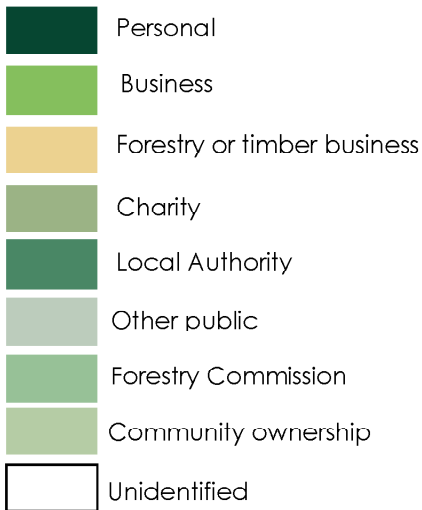 Personal
Business
Forestry or timber business
Charity
Local Authority
Other public
Forestry Commission
Community ownership
Unidentified